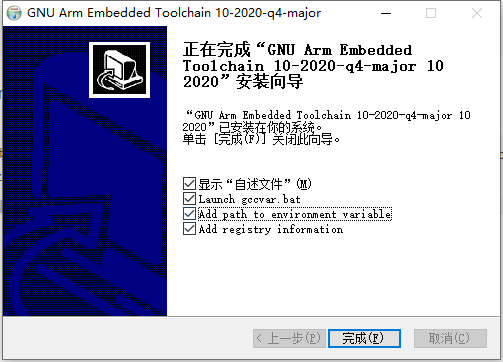 GNU Arm Embedded Toolchain 10-2020-q4-major
正在完成“GNU Arm Embedded
Toolchain 10-2020-q4-major 10
2020”安装向导
“GNU Arm Embedded Toolchain 10-2020-q4-major 10
2020”已安装在你的系统。
单击 [完成(F)] 关闭此向导。
显示“自述文件”(M)
Launch gccvar.bat
Add path to environment variable
Add registry information
< 上一步(P) 完成(F) 取消(C)